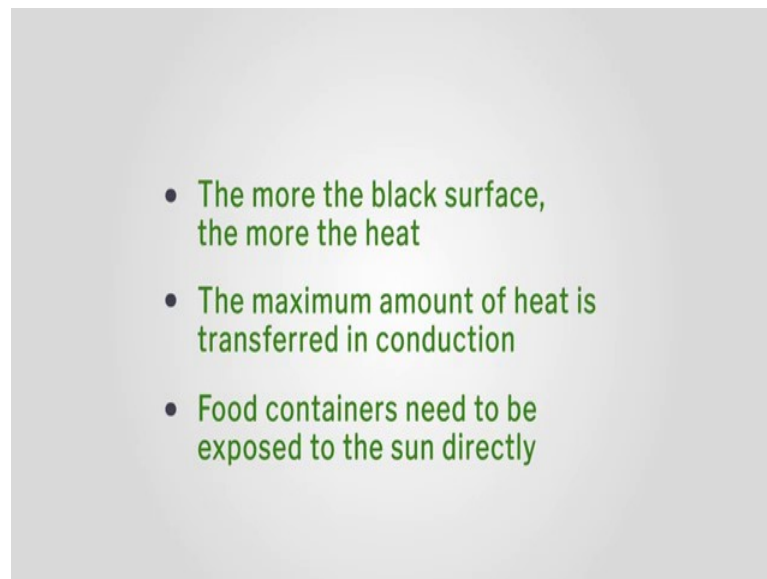 • The more the black surface,
the more the heat
• The maximum amount of heat is
transferred in conduction
• Food containers need to be
exposed to the sun directly